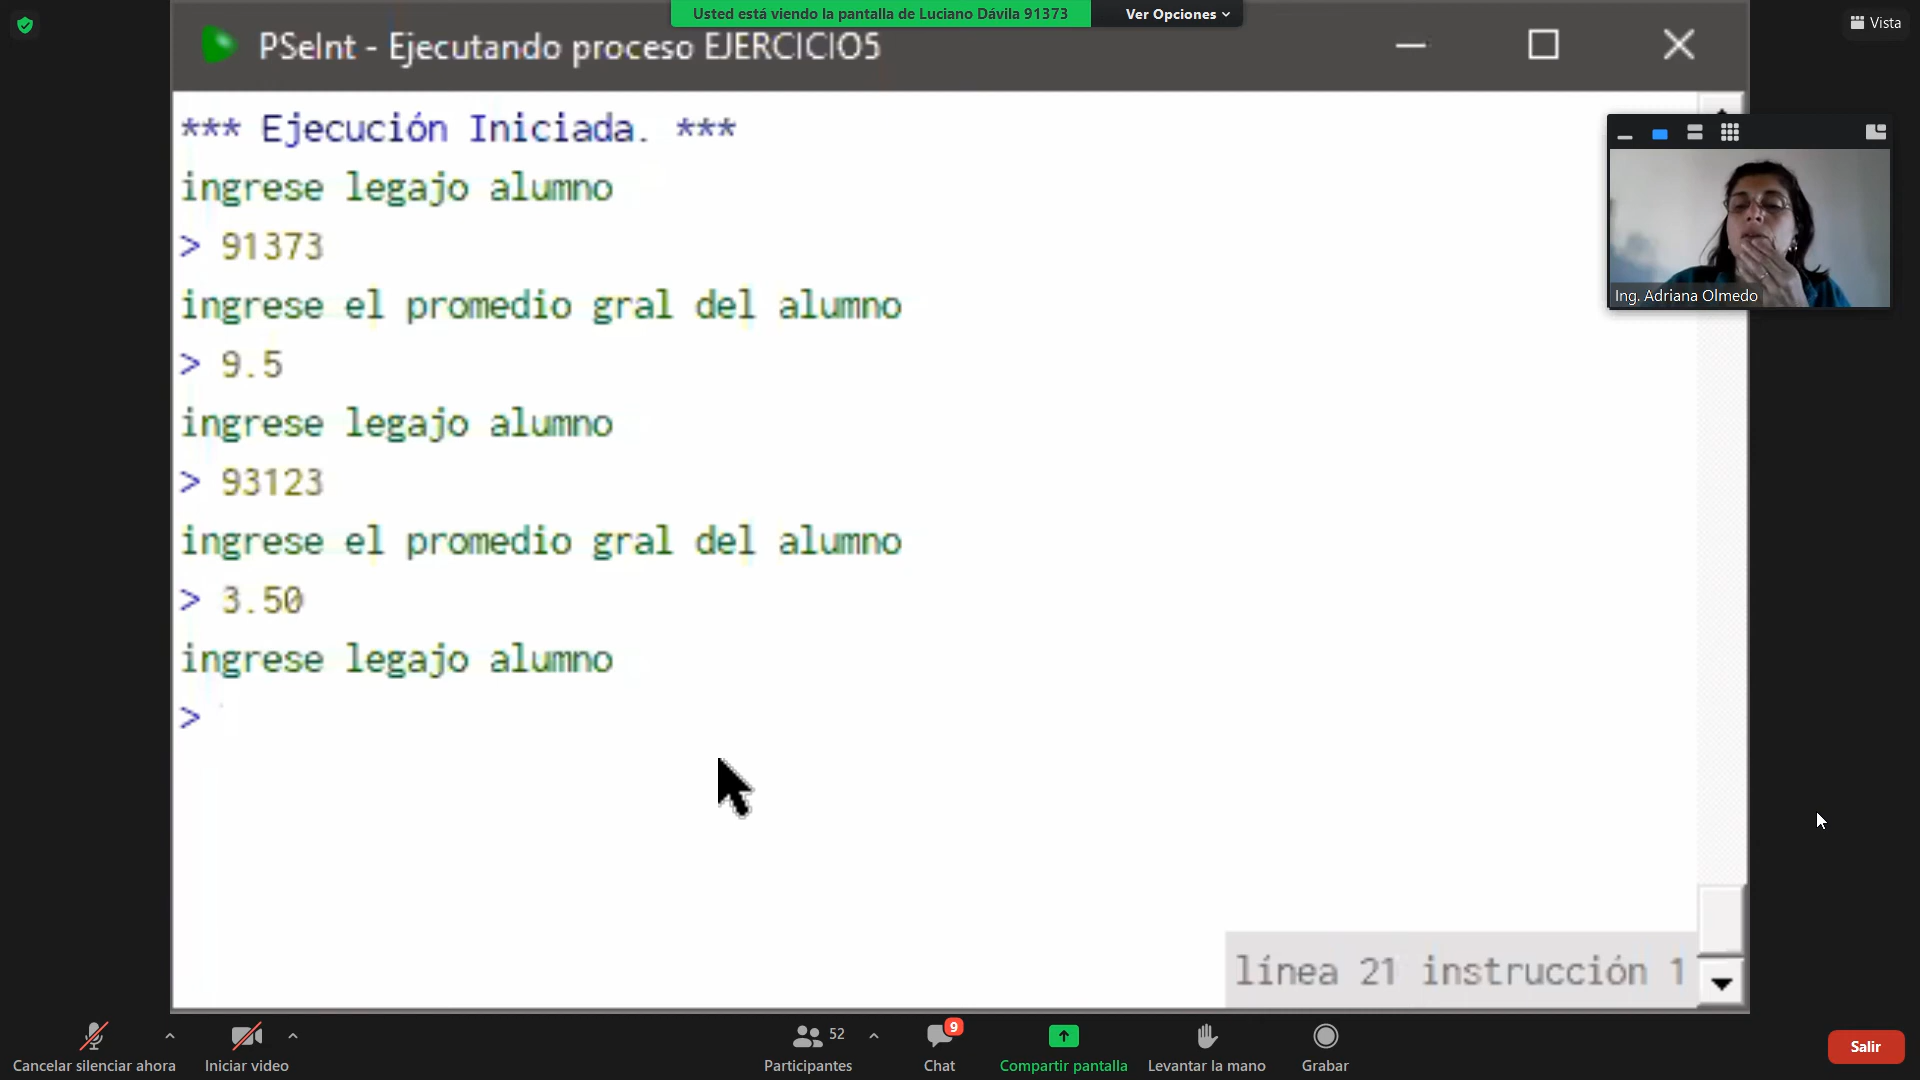 Usted está viendo la pantalla de Luciano Dávila 91373
Ver Opciones
Vista
PSeInt - Ejecutando proceso EJERCICIO5
*** Ejecución Iniciada. ***
ingrese legajo alumno
> 91373
ingrese el promedio gral del alumno
> 9.5
ingrese legajo alumno
> 93123
ingrese el promedio gral del alumno
> 3.50
ingrese legajo alumno
>
Ing. Adriana Olmedo
línea 21 instrucción 1
Cancelar silenciar ahora
Iniciar video
52
Participantes
9
Chat
Compartir pantalla
Levantar la mano
Grabar
Salir